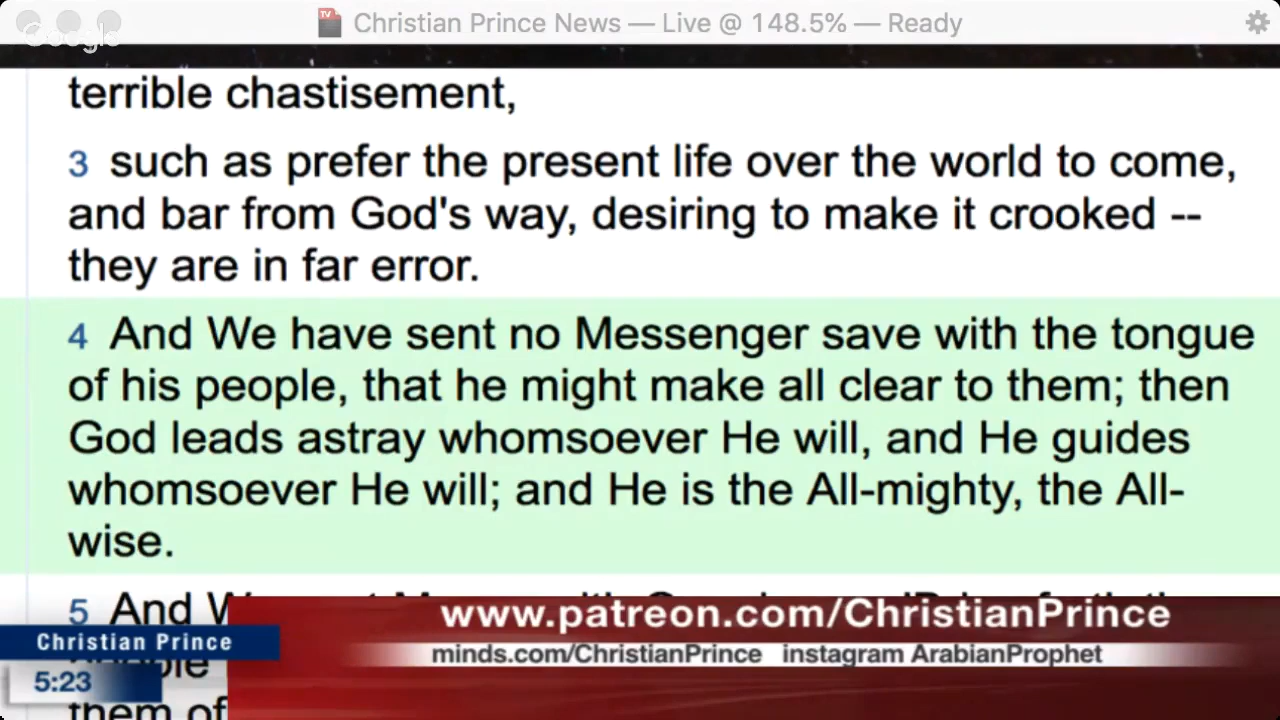 Christian Prince News — Live @ 148.5% — Ready
Google
terrible chastisement,
3 such as prefer the present life over the world to come,
and bar from God's way, desiring to make it crooked --
they are in far error.
4 And We have sent no Messenger save with the tongue
of his people, that he might make all clear to them; then
God leads astray whomsoever He will, and He guides
whomsoever He will; and He is the All-mighty, the All-
wise.
5 And
www.patreon.com/ChristianPrince
Christian Prince
minds.com/ChristianPrince instagram ArabianProphet
5:23
them of